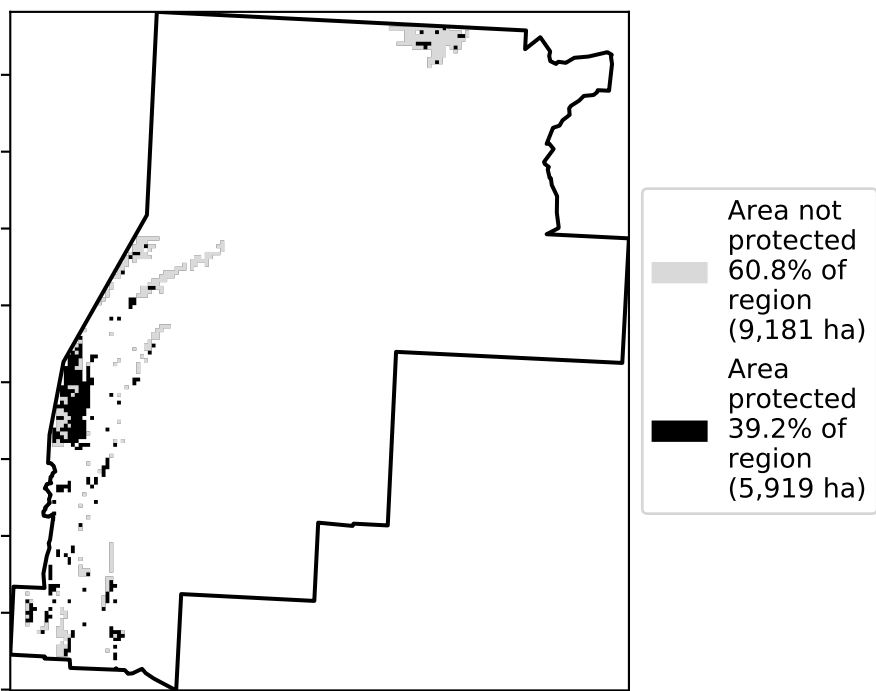 Area not
protected
60.8% of
region
(9,181 ha)
Area
protected
39.2% of
region
(5,919 ha)